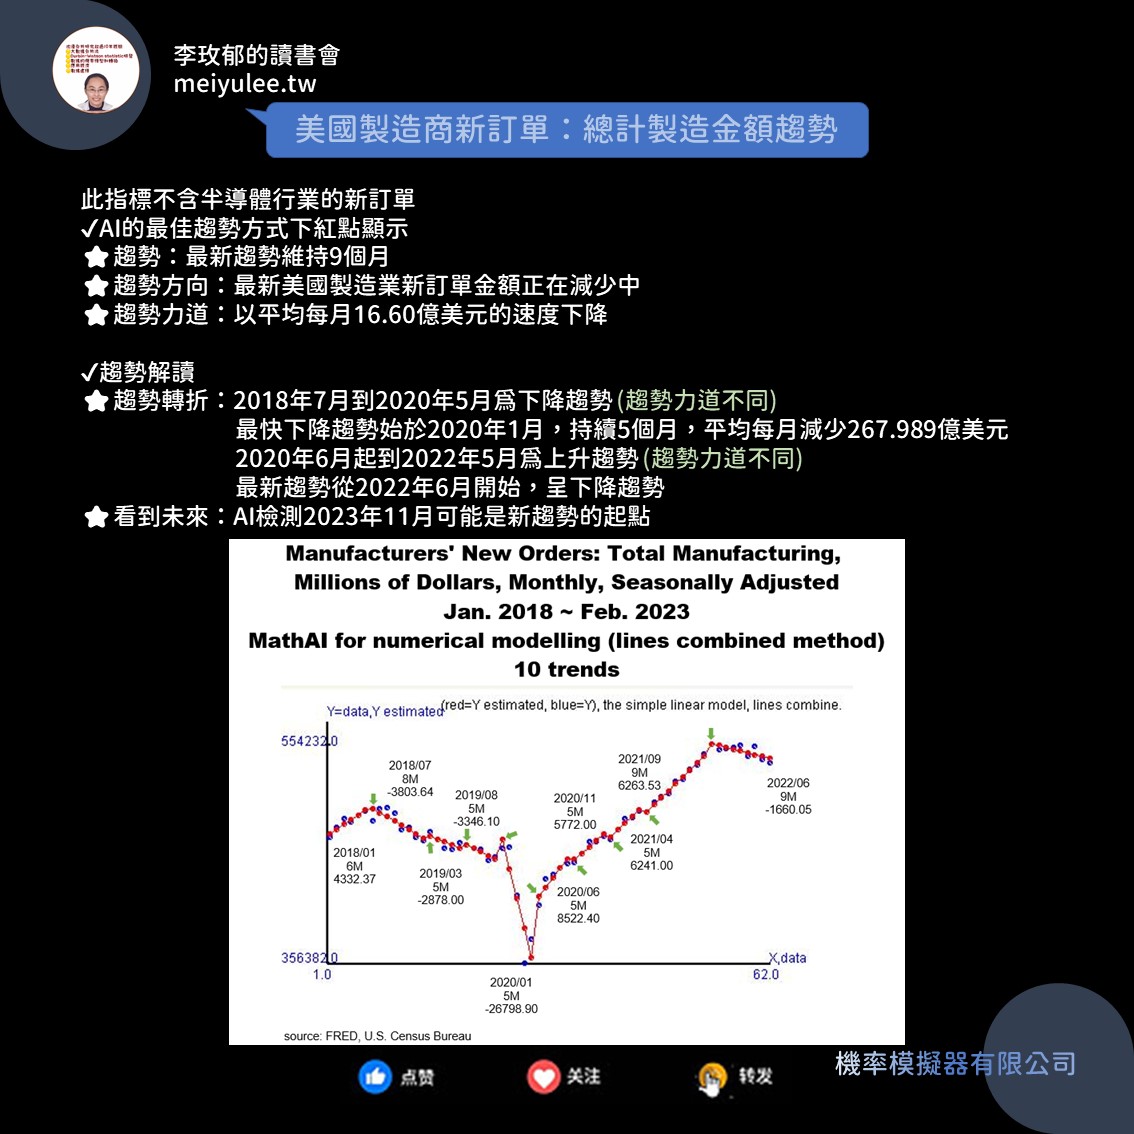 李玫郁的讀書會
meiyulee.tw
美國製造商新訂單：總計製造金額趨勢
此指標不含半導體行業的新訂單
✓AI的最佳趨勢方式下紅點顯示
★趨勢：最新趨勢維持9個月
★趨勢方向：最新美國製造業新訂單金額正在減少中
★趨勢力道：以平均每月16.60億美元的速度下降
✓趨勢解讀
★趨勢轉折：2018年7月到2020年5月爲下降趨勢(趨勢力道不同)
最快下降趨勢始於2020年1月，持續5個月，平均每月減少267.989億美元
2020年6月起到2022年5月爲上升趨勢(趨勢力道不同)
最新趨勢從2022年6月開始，呈下降趨勢
★看到未來：AI檢測2023年11月可能是新趨勢的起點
Manufacturers' New Orders: Total Manufacturing,
Millions of Dollars, Monthly, Seasonally Adjusted
Jan. 2018 ~ Feb. 2023
MathAI for numerical modelling (lines combined method)
10 trends
Y=data,Y estimated
(red=Y estimated, blue=Y), the simple linear model, lines combine.
554232.0
2018/07
8M
-3803.64
2019/08
5M
-3346.10
2020/11
5M
5772.00
2021/09
9M
6263.53
2022/06
9M
-1660.05
2018/01
6M
4332.37
2019/03
5M
-2878.00
2020/06
5M
8522.40
2021/04
5M
6241.00
356382.0
1.0
X,data
62.0
2020/01
5M
-26798.90
source: FRED, U.S. Census Bureau
点赞
关注
转发
機率模擬器有限公司